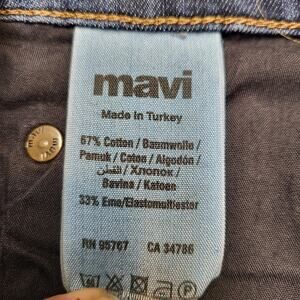 mavi
Made in Turkey
67% Cotton / Baumwolle /
Pamuk / Coton / Algodón /
القطن / Хлопок /
Bavlna / Katoen
33% Eme/Elastomultiester
RN 95767 CA 34786